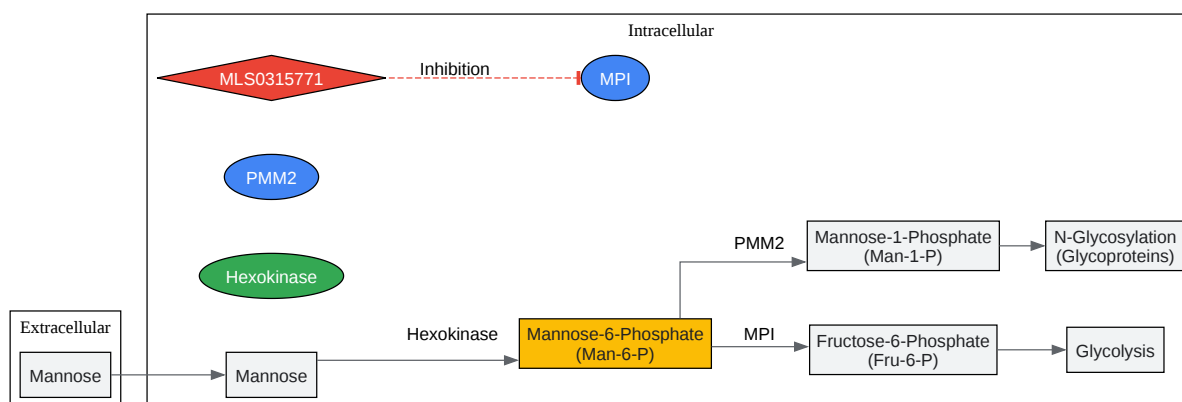 Intracellular
MLS0315771
Inhibition
MPI
PMM2
Hexokinase
PMM2
Mannose-1-Phosphate
(Man-1-P)
N-Glycosylation
(Glycoproteins)
Extracellular
Mannose
Mannose
Hexokinase
Mannose-6-Phosphate
(Man-6-P)
MPI
Fructose-6-Phosphate
(Fru-6-P)
Glycolysis